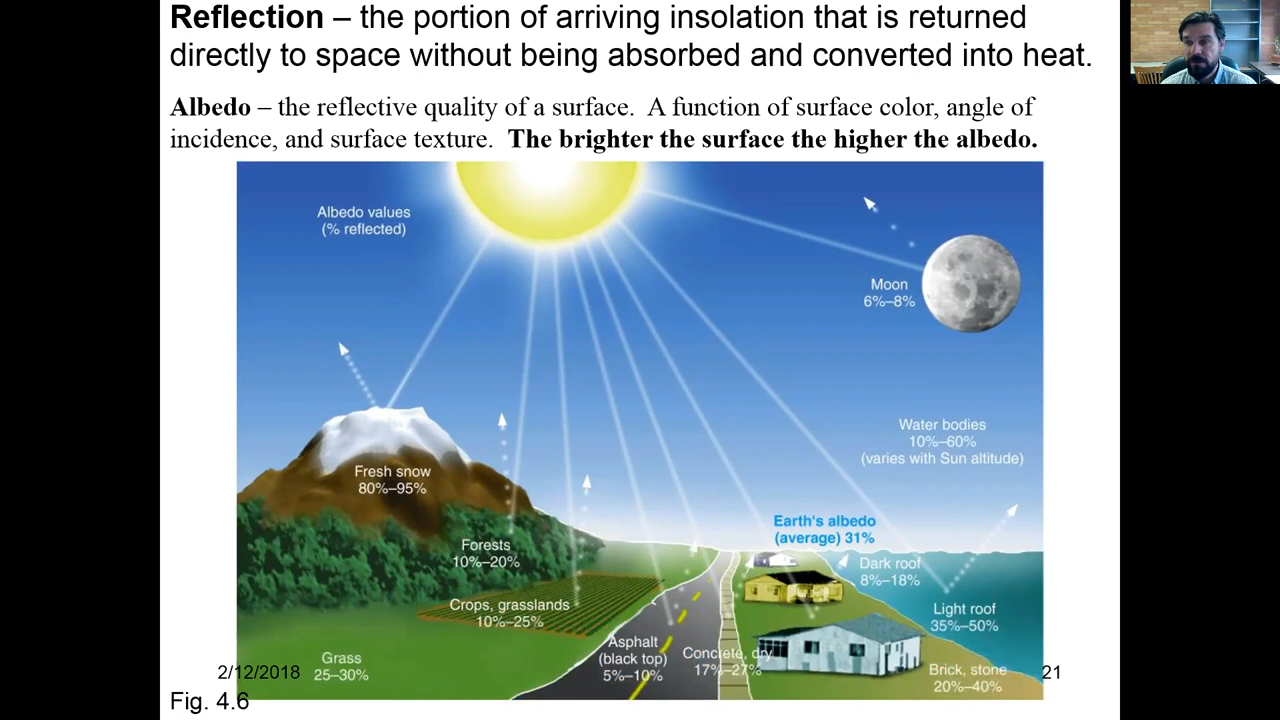 Reflection – the portion of arriving insolation that is returned
directly to space without being absorbed and converted into heat.
Albedo – the reflective quality of a surface.  A function of surface color, angle of
incidence, and surface texture.  The brighter the surface the higher the albedo.
Albedo values
(% reflected)
Moon
6%–8%
Water bodies
10%–60%
(varies with Sun altitude)
Fresh snow
80%–95%
Earth's albedo
(average) 31%
Forests
10%–20%
Dark roof
8%–18%
Crops, grasslands
10%–25%
Light roof
35%–50%
Asphalt
(black top)
5%–10%
Concrete, dry
17%–27%
Grass
25–30%
Brick, stone
20%–40%
2/12/2018
21
Fig. 4.6